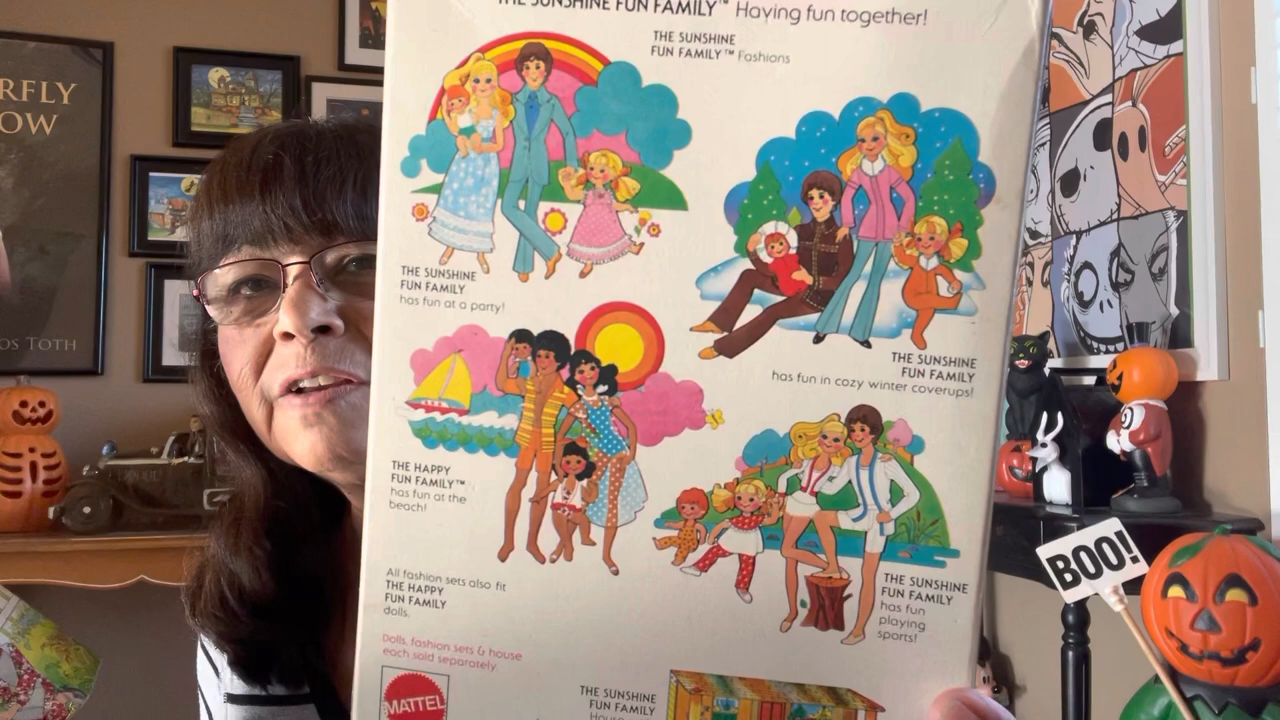 THE SUNSHINE FUN FAMILY™ Having fun together!
THE SUNSHINE
FUN FAMILY™ Fashions
RFLY
OW
OS TOTH
THE SUNSHINE
FUN FAMILY
has fun at a party!
THE SUNSHINE
FUN FAMILY
has fun in cozy winter coverups!
THE HAPPY
FUN FAMILY™
has fun at the
beach!
THE SUNSHINE
FUN FAMILY
has fun
playing
sports!
All fashion sets also fit
THE HAPPY
FUN FAMILY
dolls.
Dolls, fashion sets & house
each sold separately.
MATTEL
THE SUNSHINE
FUN FAMILY
BOO!